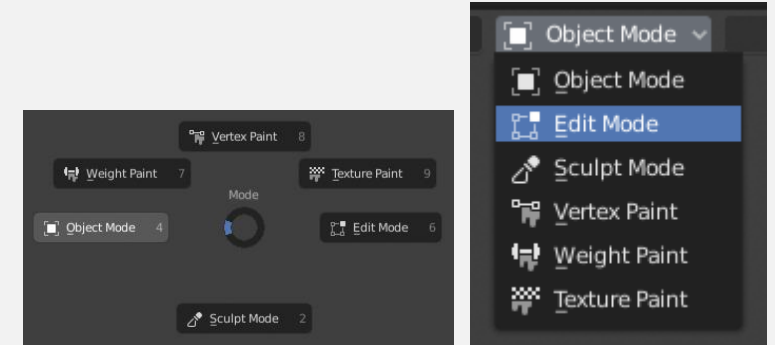 Vertex Paint 8
Weight Paint 7
Texture Paint 9
Mode
Object Mode 4
Edit Mode 6
Sculpt Mode 2
Object Mode
Object Mode
Edit Mode
Sculpt Mode
Vertex Paint
Weight Paint
Texture Paint